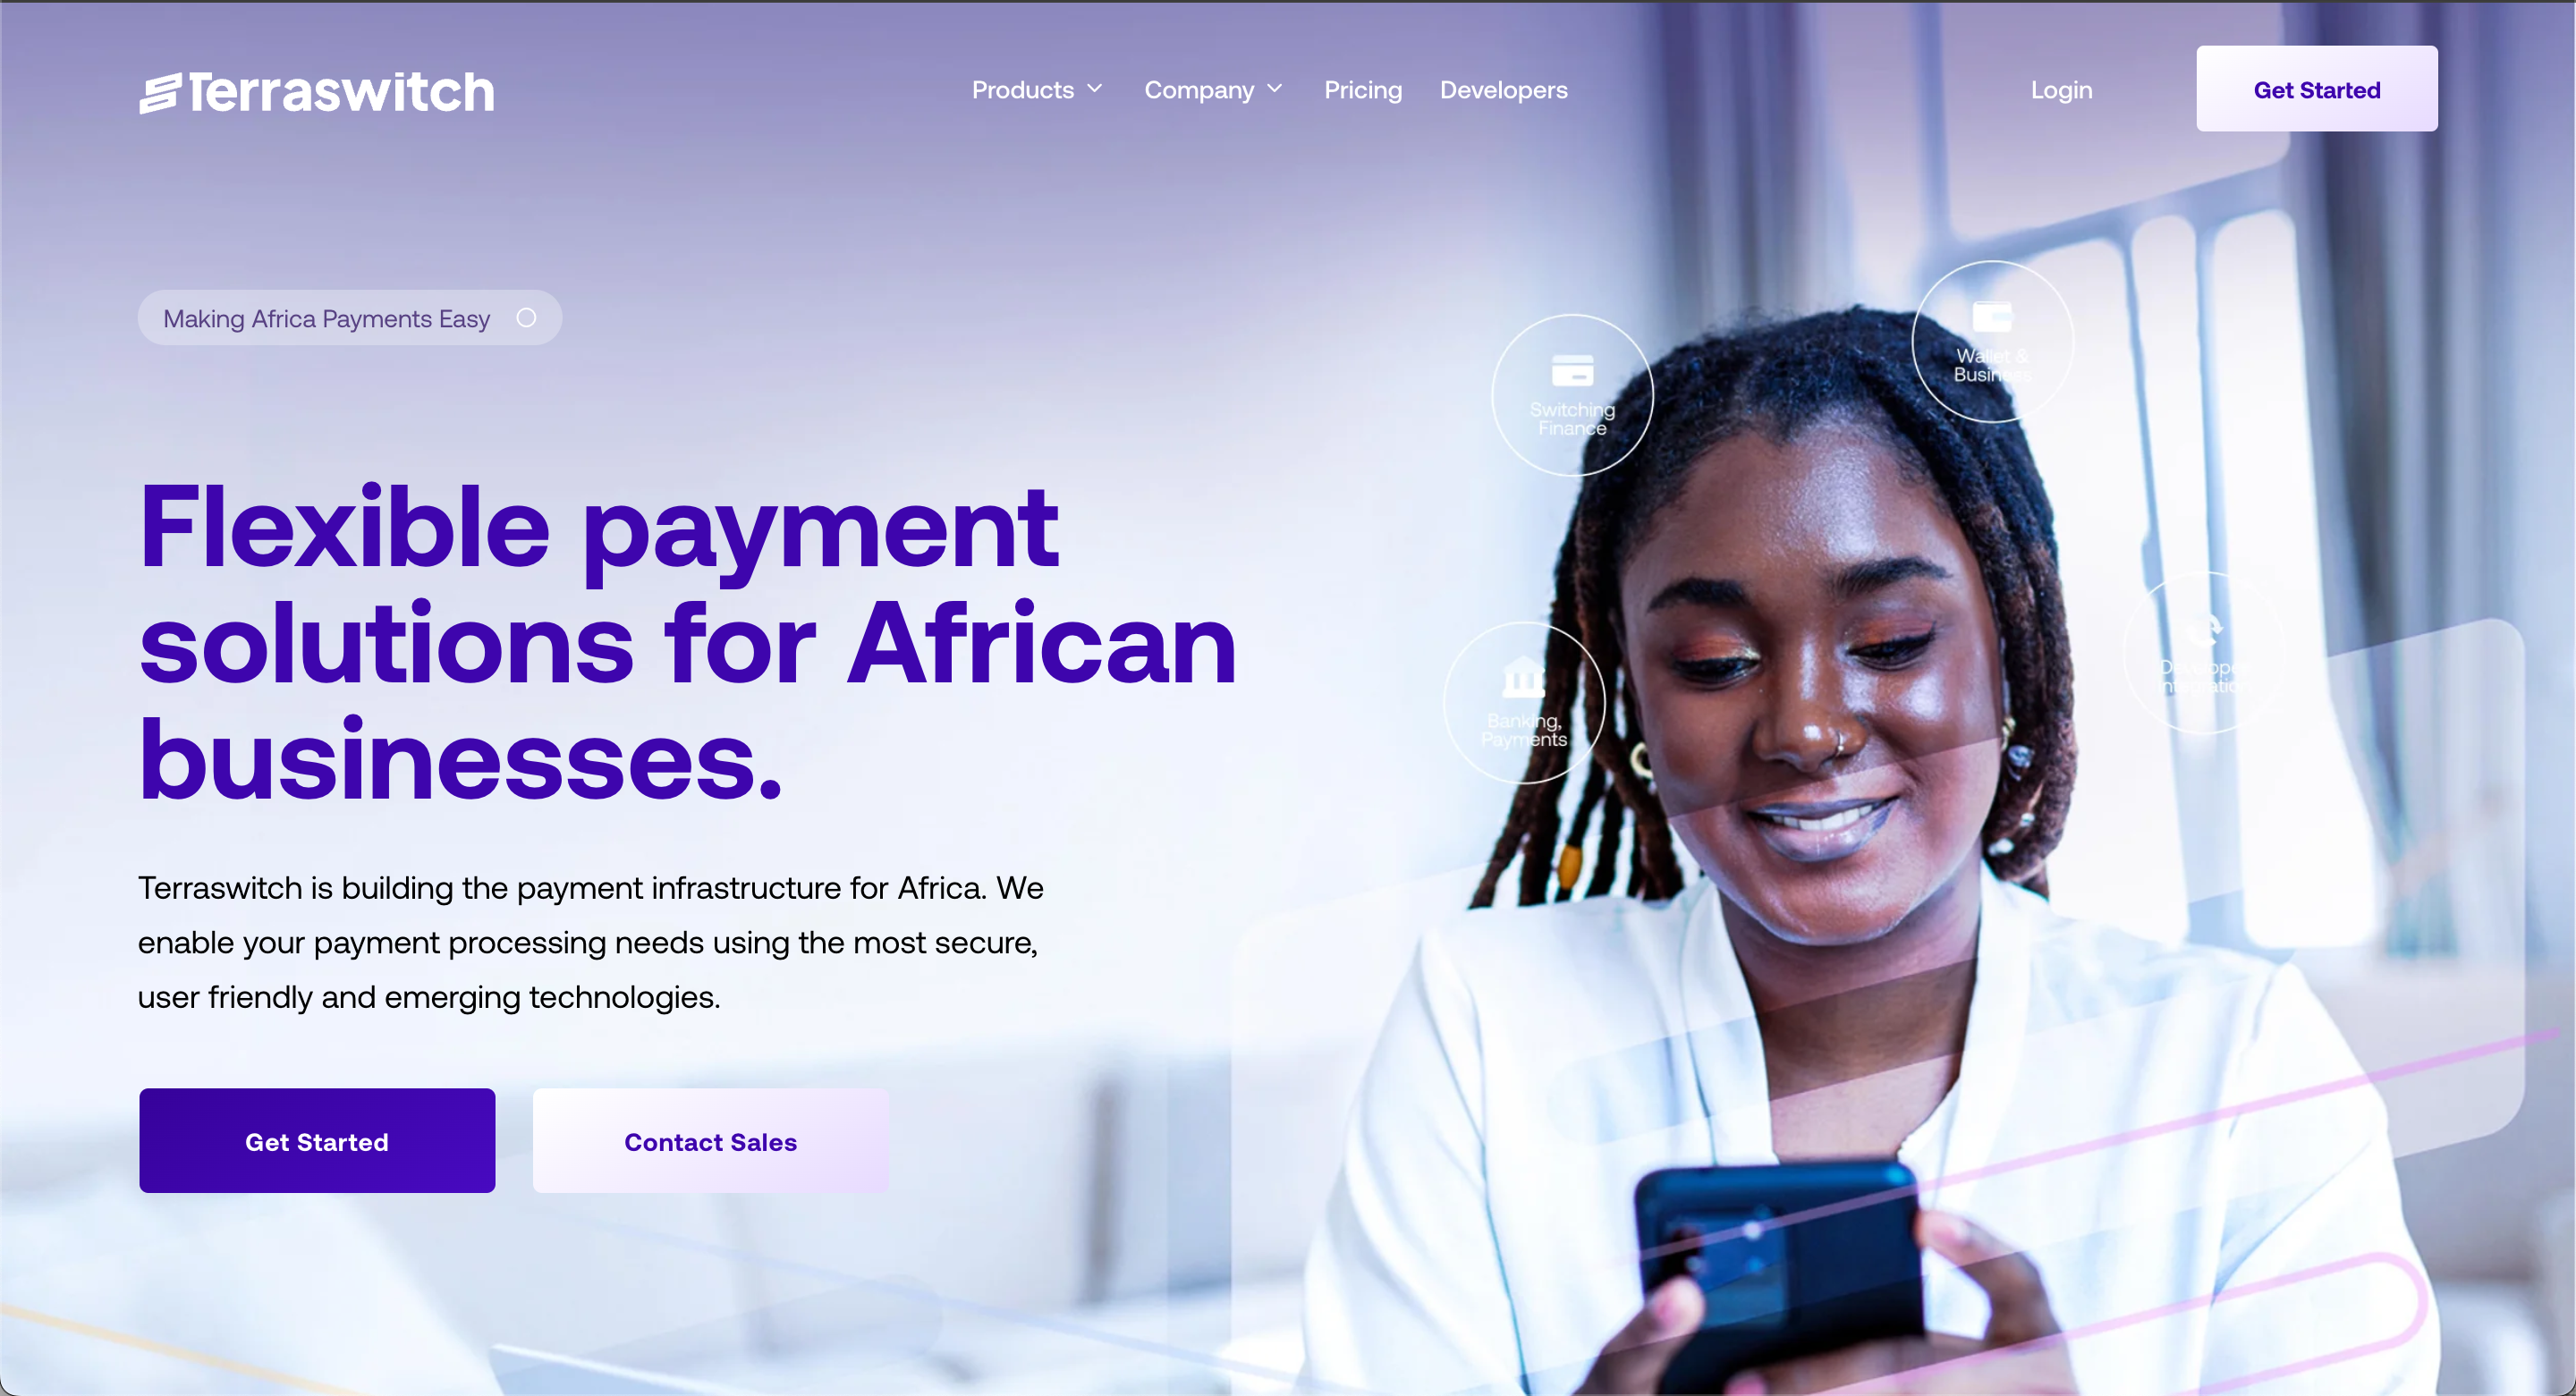 Terraswitch
Products
Company
Pricing
Developers
Login
Get Started
Making Africa Payments Easy
Flexible payment
solutions for African
businesses.
Terraswitch is building the payment infrastructure for Africa. We
enable your payment processing needs using the most secure,
user friendly and emerging technologies.
Get Started
Contact Sales
Switching
Finance
Wallet &
Business
Banking,
Payments
Developer
Integration